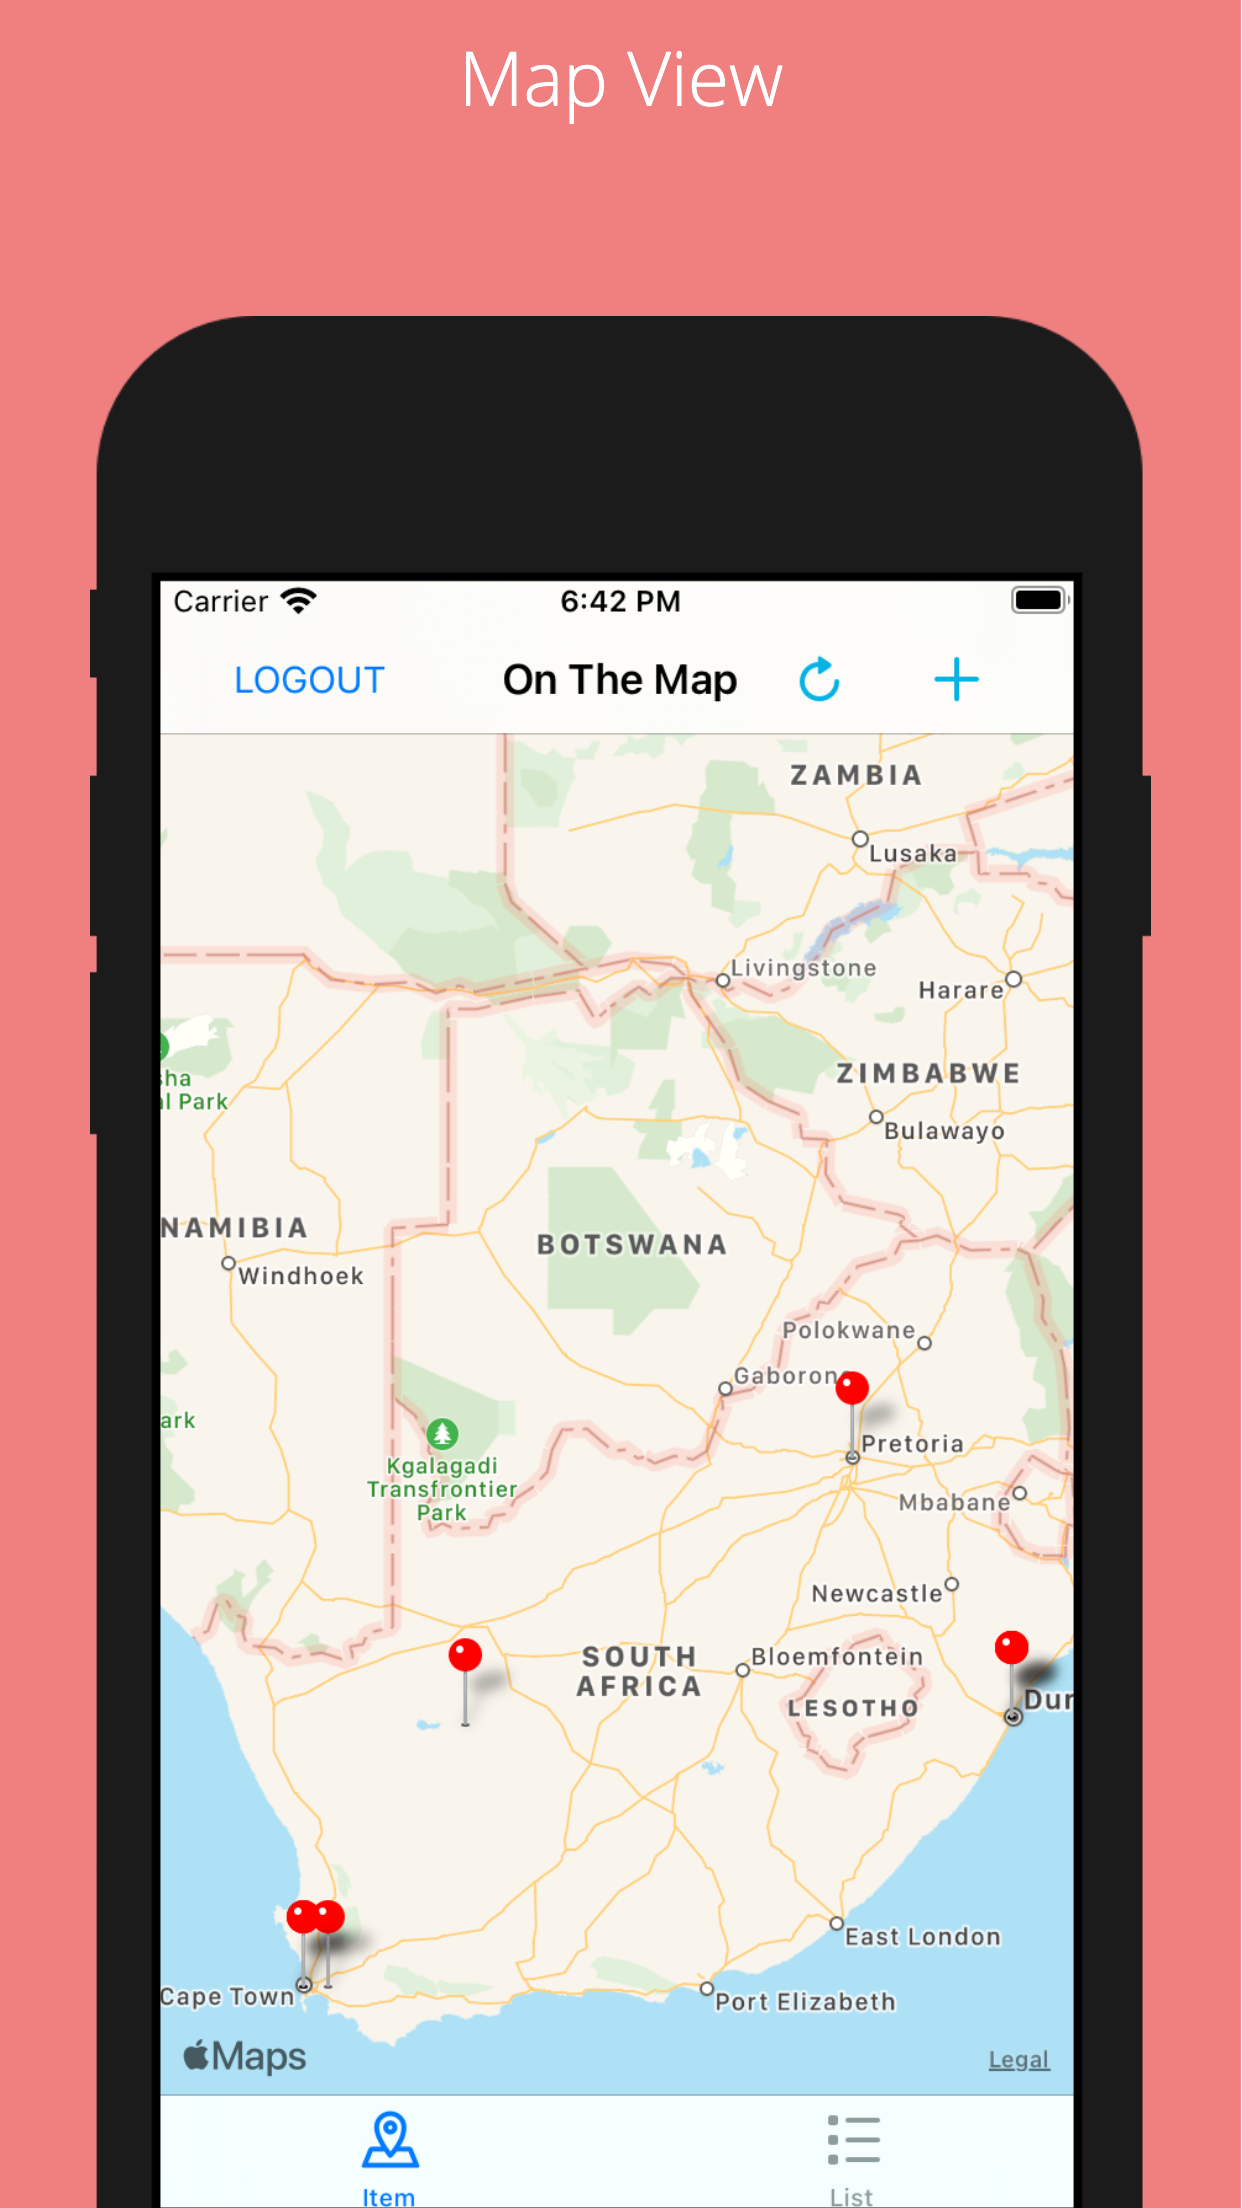 Map View
Carrier
6:42 PM
LOGOUT
On The Map
ZAMBIA
Lusaka
Livingstone
Harare
sha
al Park
ZIMBABWE
Bulawayo
NAMIBIA
BOTSWANA
Windhoek
Polokwane
Gaborone
ark
Pretoria
Kgalagadi
Transfrontier
Park
Mbabane
Newcastle
SOUTH
AFRICA
Bloemfontein
LESOTHO
Dur
East London
Cape Town
Port Elizabeth
Maps
Legal
Item
List